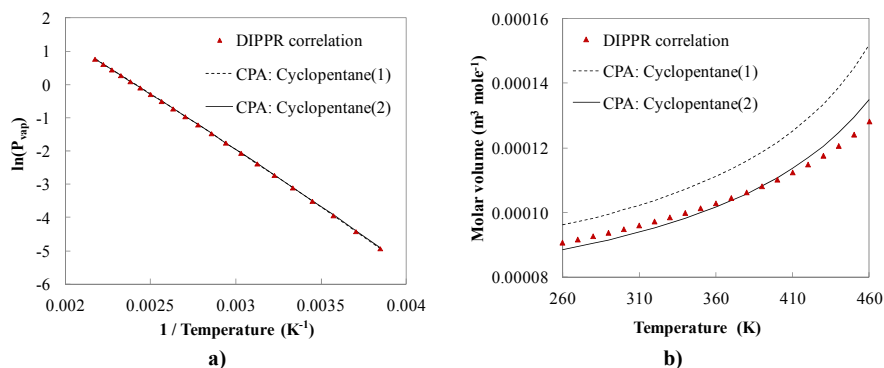 2
1
0
-1
-2
-3
-4
-5
-6
ln(Pvap)
DIPPR correlation
CPA: Cyclopentane(1)
CPA: Cyclopentane(2)
0.002 0.0025 0.003 0.0035 0.004
1 / Temperature (K-1)
a)
0.00016
0.00014
0.00012
0.00010
0.00008
Molar volume (m3 mole-1)
DIPPR correlation
CPA: Cyclopentane(1)
CPA: Cyclopentane(2)
260 310 360 410 460
Temperature (K)
b)